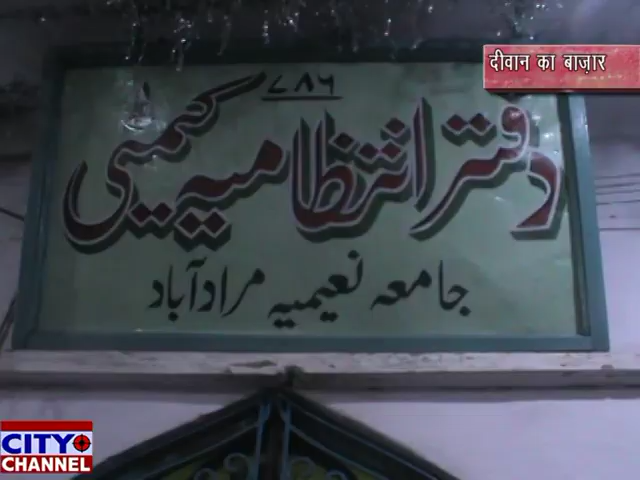 दीवान का बाज़ार
۷۸۶
دفتر انتظامیہ کمیٹی
جامعہ نعیمیہ مرادآباد
CITY
CHANNEL